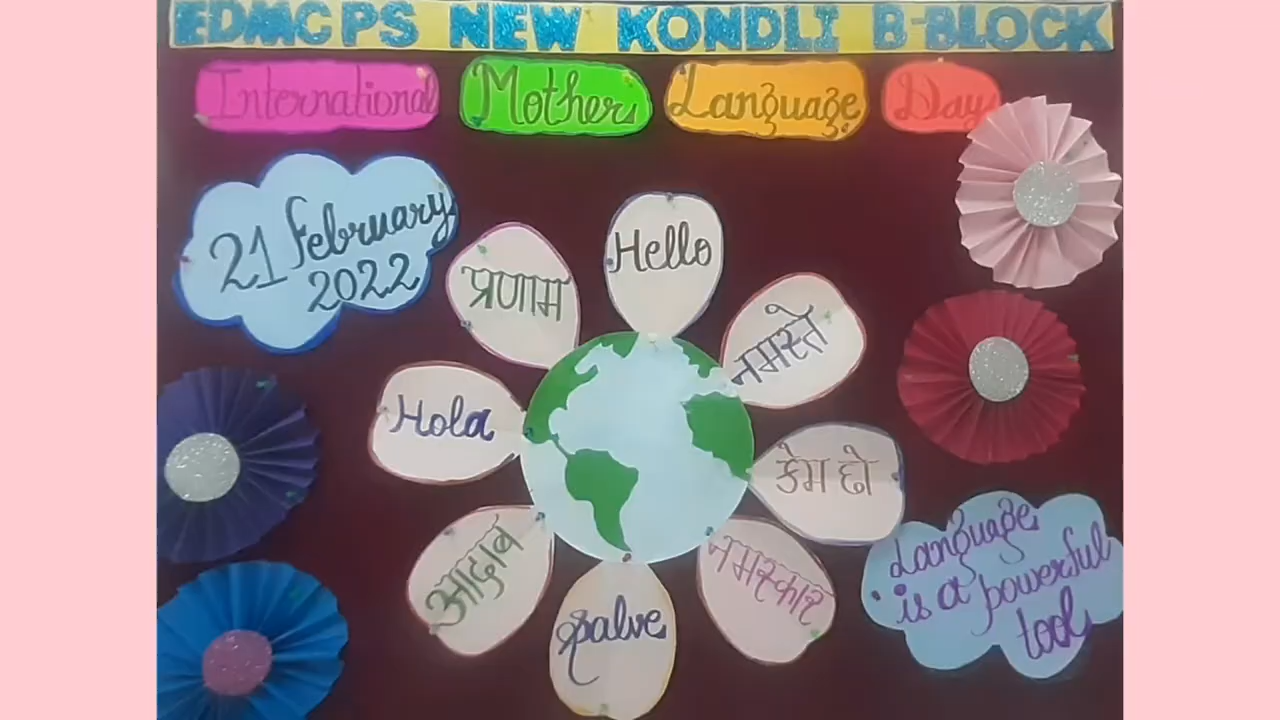 EDMCPS NEW KONDLI B-BLOCK
International Mother Language Day
21 February
2022
Hello
प्रणाम
नमस्ते
Hola
केम छो
आदाब
नमस्कार
Salve
Language
is a powerful
tool